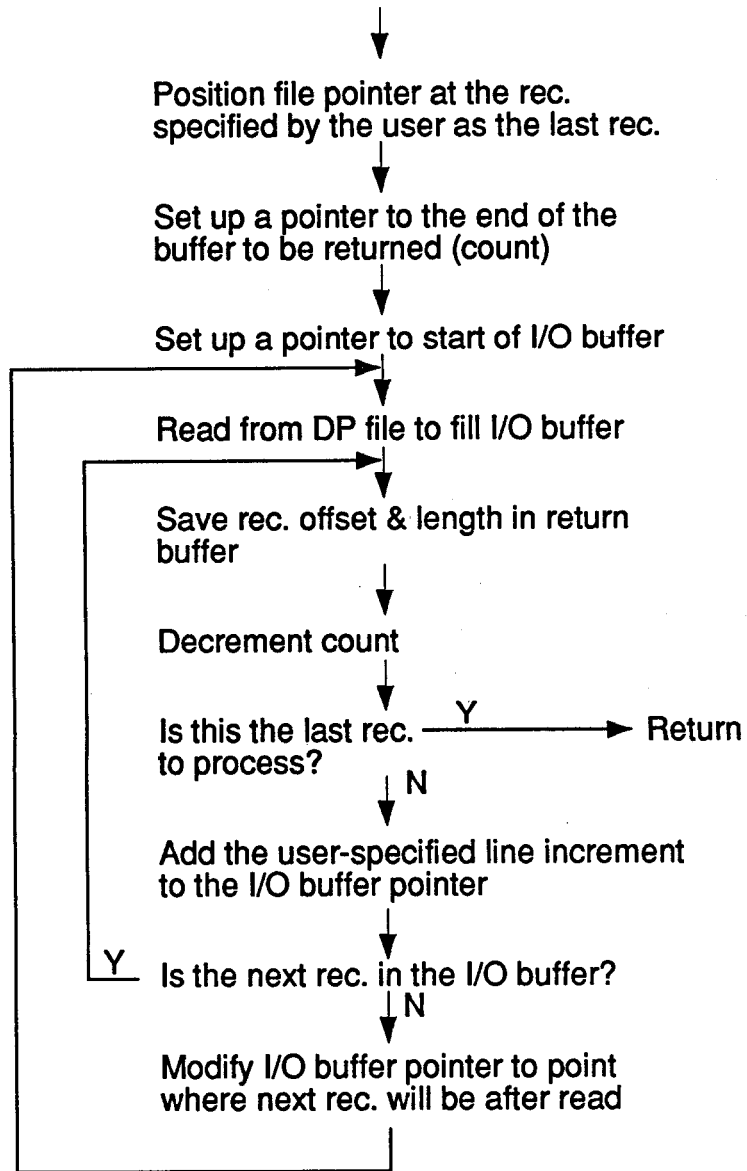 Position file pointer at the rec.
specified by the user as the last rec.
Set up a pointer to the end of the
buffer to be returned (count)
Set up a pointer to start of I/O buffer
Read from DP file to fill I/O buffer
Save rec. offset & length in return
buffer
Decrement count
Y
Is this the last rec.
Return
to process?
N
Add the user-specified line increment
to the I/O buffer pointer
Y
Is the next rec. in the I/O buffer?
N
Modify I/O buffer pointer to point
where next rec. will be after read